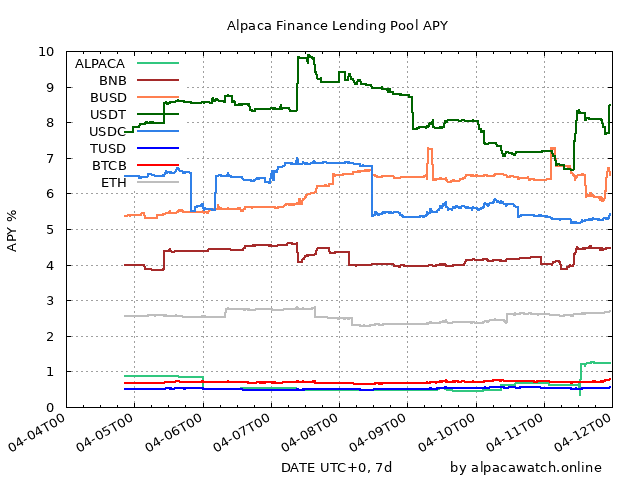 Alpaca Finance Lending Pool APY
10
9
8
7
6
5
4
3
2
1
0
APY %
ALPACA
BNB
BUSD
USDT
USDC
TUSD
BTCB
ETH
04-04T00
04-05T00
04-06T00
04-07T00
04-08T00
04-09T00
04-10T00
04-11T00
04-12T00
DATE UTC+0, 7d
by alpacawatch.online